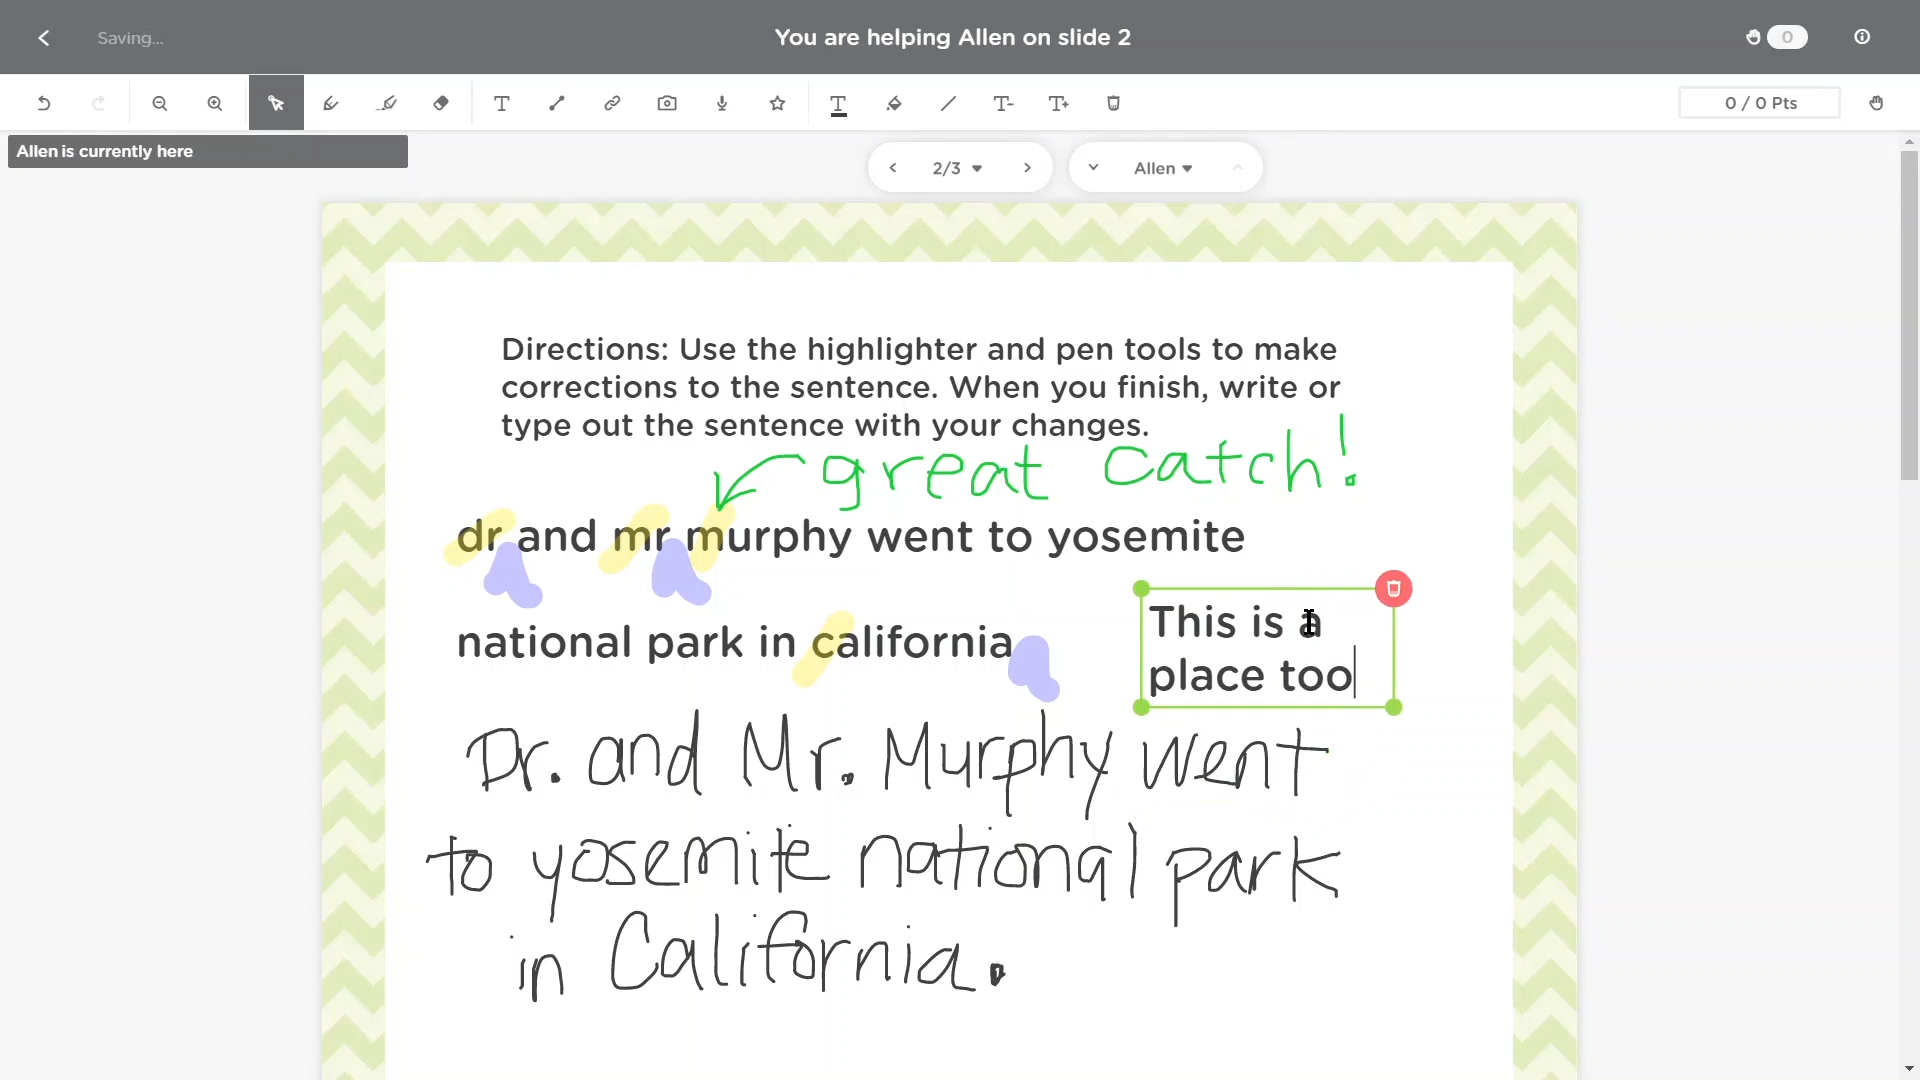 Saving...
You are helping Allen on slide 2
0
0 / 0 Pts
Allen is currently here
2/3
Allen
Directions: Use the highlighter and pen tools to make
corrections to the sentence. When you finish, write or
type out the sentence with your changes.
great catch!
dr and mr murphy went to yosemite
national park in california
This is a
place too
Dr. and Mr. Murphy went
to yosemite national park
in California.